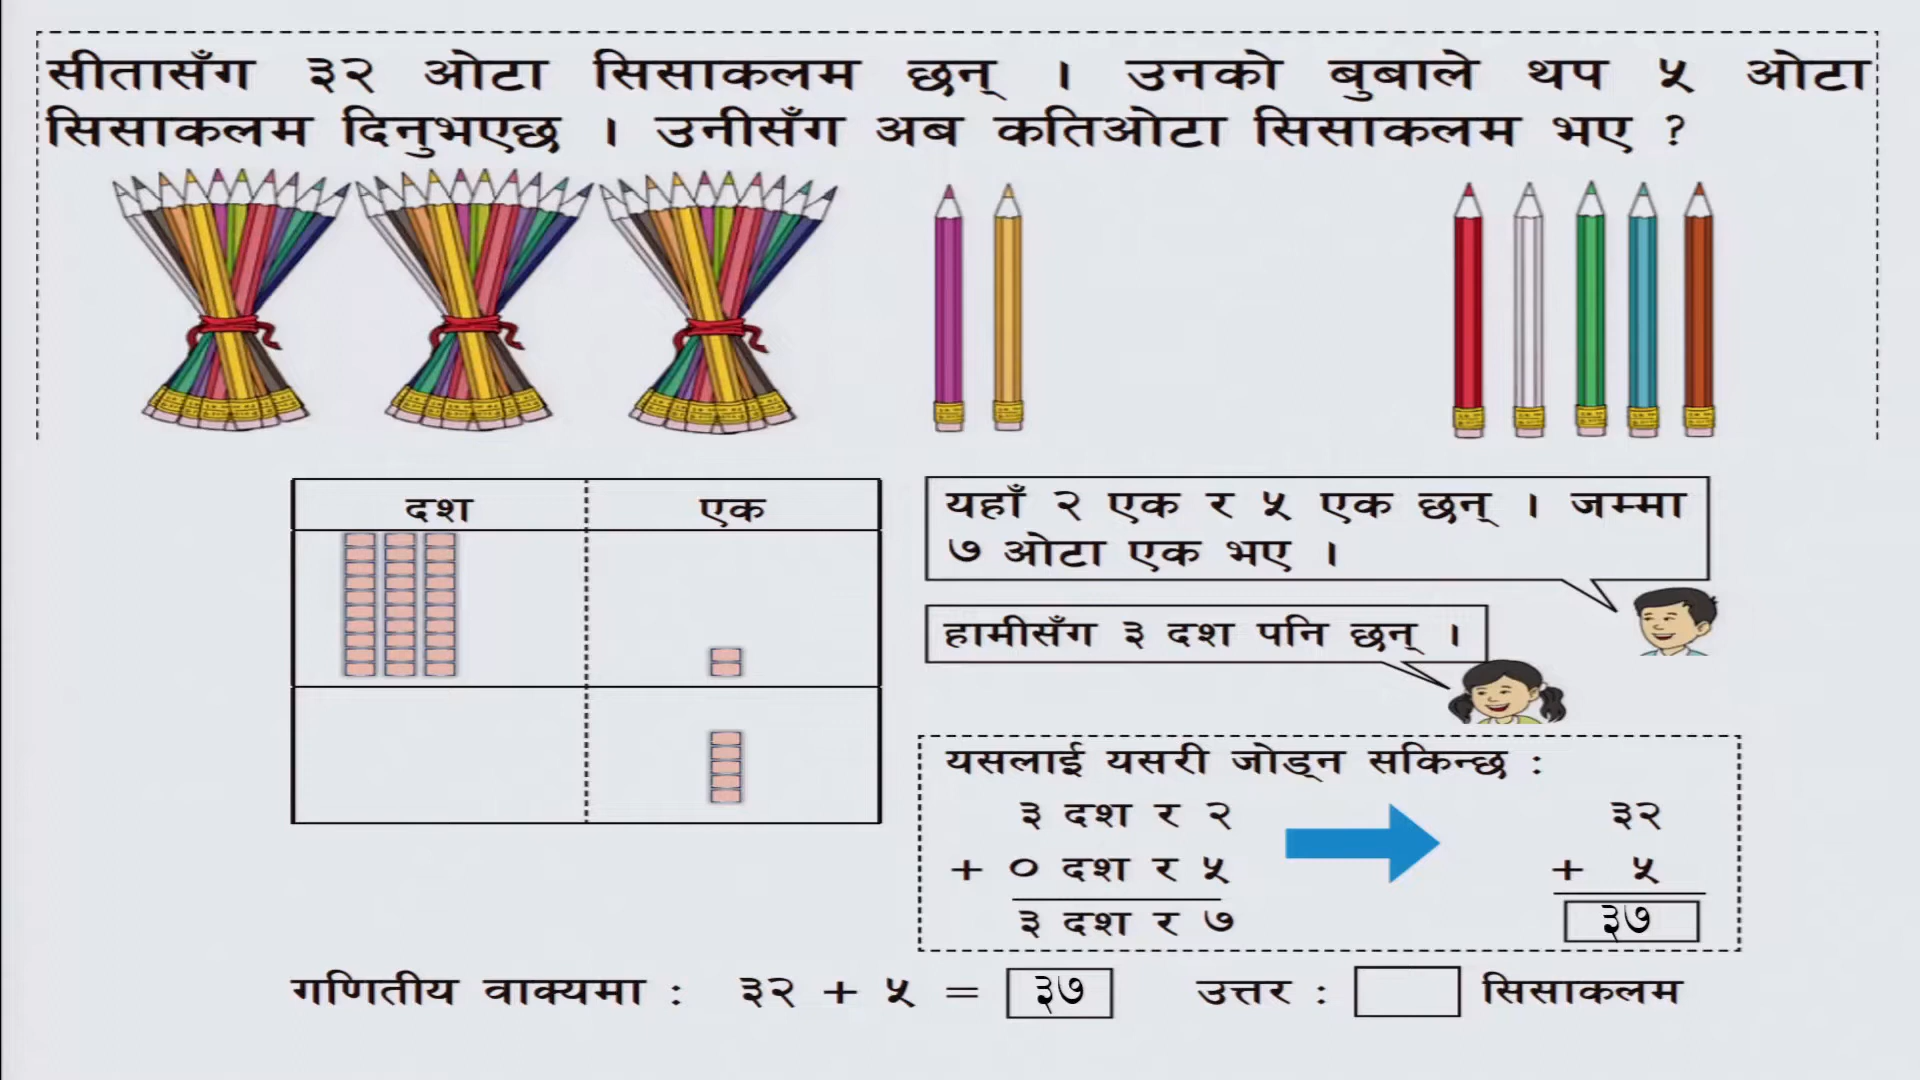 सीतासँग ३२ ओटा सिसाकलम छन् । उनको बुबाले थप ५ ओटा
सिसाकलम दिनुभएछ । उनीसँग अब कतिओटा सिसाकलम भए ?
दश एक
यहाँ २ एक र ५ एक छन् । जम्मा
७ ओटा एक भए ।
हामीसँग ३ दश पनि छन् ।
यसलाई यसरी जोड्न सकिन्छ :
३ दश र २
+ ० दश र ५
३ दश र ७
३२
+ ५
३७
गणितीय वाक्यमा : ३२ + ५ = ३७ उत्तर : सिसाकलम